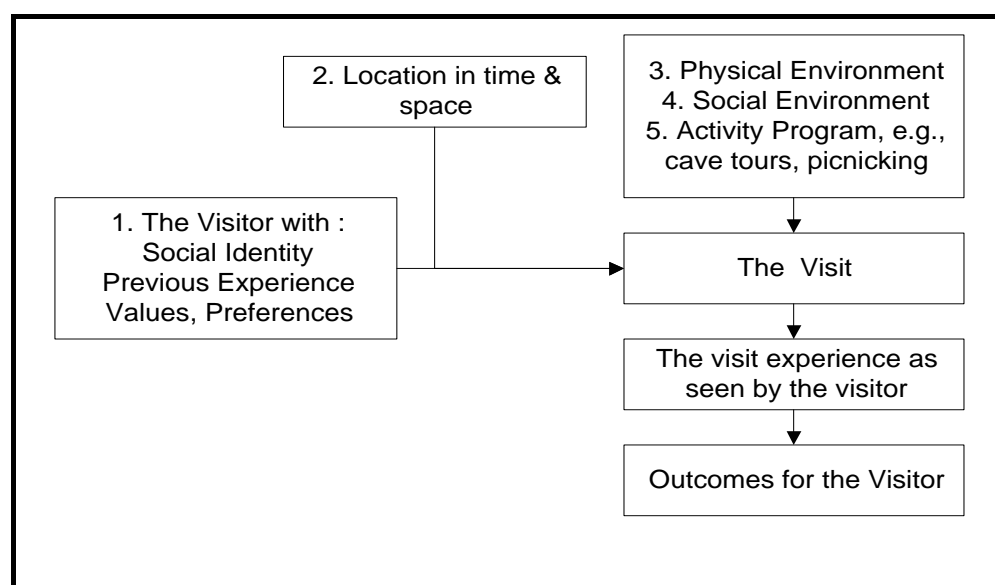 2. Location in time &
space
3. Physical Environment
4. Social Environment
5. Activity Program, e.g.,
cave tours, picnicking
1. The Visitor with :
Social Identity
Previous Experience
Values, Preferences
The Visit
The visit experience as
seen by the visitor
Outcomes for the Visitor